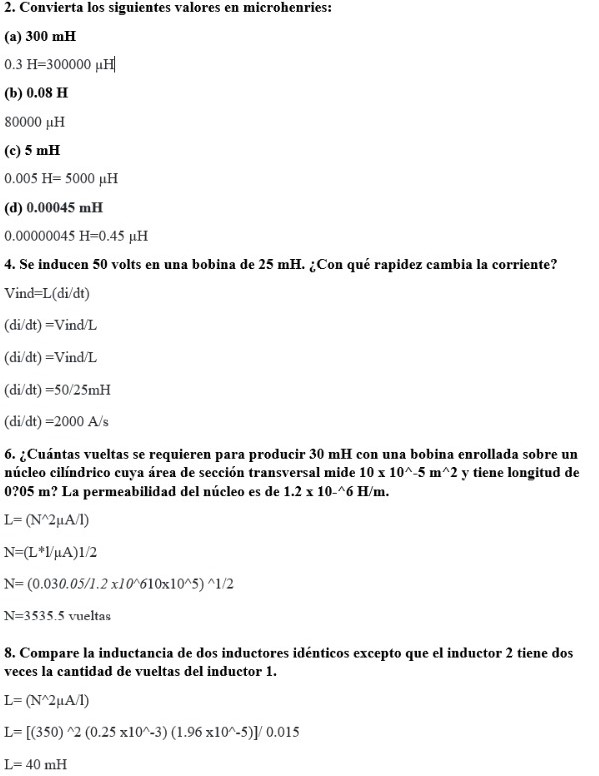 2. Convierta los siguientes valores en microhenries:
(a) 300 mH
0.3 H=300000 µH
(b) 0.08 H
80000 µH
(c) 5 mH
0.005 H= 5000 µH
(d) 0.00045 mH
0.00000045 H=0.45 µH
4. Se inducen 50 volts en una bobina de 25 mH. ¿Con qué rapidez cambia la corriente?
Vind=L(di/dt)
(di/dt) =Vind/L
(di/dt) =Vind/L
(di/dt) =50/25mH
(di/dt) =2000 A/s
6. ¿Cuántas vueltas se requieren para producir 30 mH con una bobina enrollada sobre un
núcleo cilíndrico cuya área de sección transversal mide 10 x 10^-5 m^2 y tiene longitud de
0?05 m? La permeabilidad del núcleo es de 1.2 x 10-^6 H/m.
L= (N^2µA/l)
N=(L*l/µA)1/2
N= (0.030.05/1.2 x10^610x10^5) ^1/2
N=3535.5 vueltas
8. Compare la inductancia de dos inductores idénticos excepto que el inductor 2 tiene dos
veces la cantidad de vueltas del inductor 1.
L= (N^2µA/l)
L= [(350) ^2 (0.25 x10^-3) (1.96 x10^-5)]/ 0.015
L= 40 mH